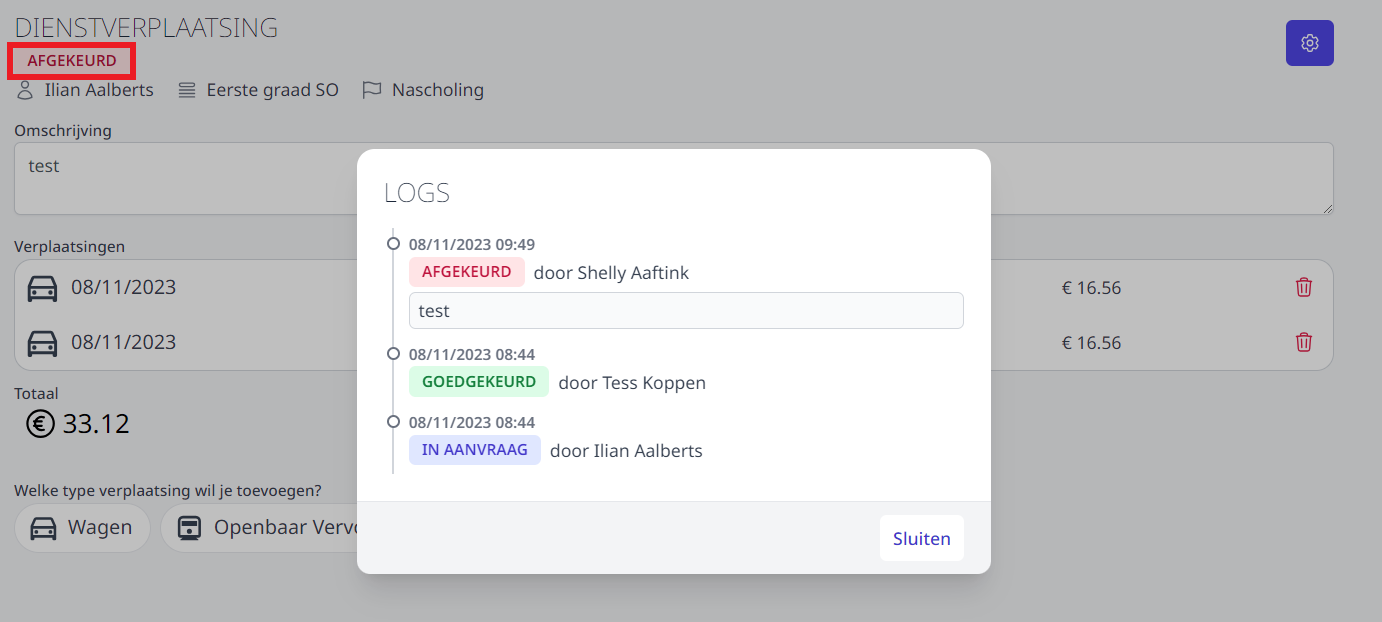 DIENSTVERPLAATSING
AFGEKEURD
Ilian Aalberts Eerste graad SO Nascholing
Omschrijving
test
Verplaatsingen
08/11/2023 € 16.56
08/11/2023 € 16.56
Totaal
€ 33.12
Welke type verplaatsing wil je toevoegen?
Wagen Openbaar Vervo
LOGS
08/11/2023 09:49
AFGEKEURD door Shelly Aaftink
test
08/11/2023 08:44
GOEDGEKEURD door Tess Koppen
08/11/2023 08:44
IN AANVRAAG door Ilian Aalberts
Sluiten